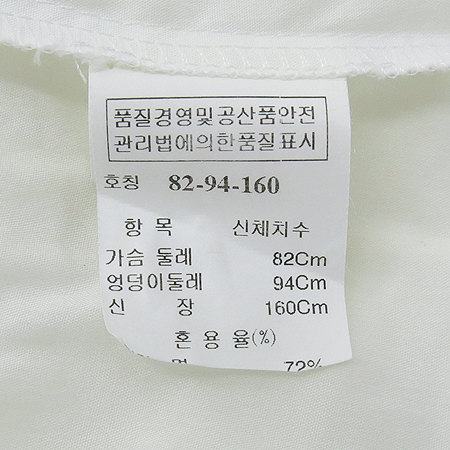 품질경영및공산품안전
관리법에의한품질표시
호칭 82-94-160
항 목 신체치수
가슴 둘레 82Cm
엉덩이둘레 94Cm
신 장 160Cm
혼 용 율(%)
면 72%